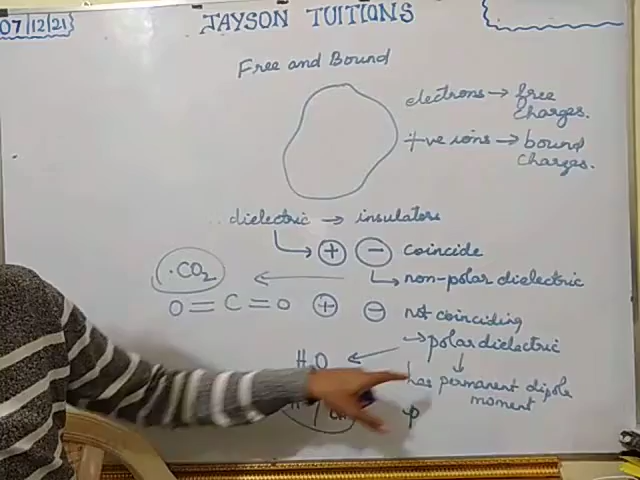 07/12/21
JAYSON TUITIONS
Free and Bound
electrons → free
charges.
+ve ions → bound
charges.
dielectric → insulators
+ − coincide
non-polar dielectric
.CO₂
O=C=O + − not coinciding
→ polar dielectric
H₂O
has permanent dipole
moment
p